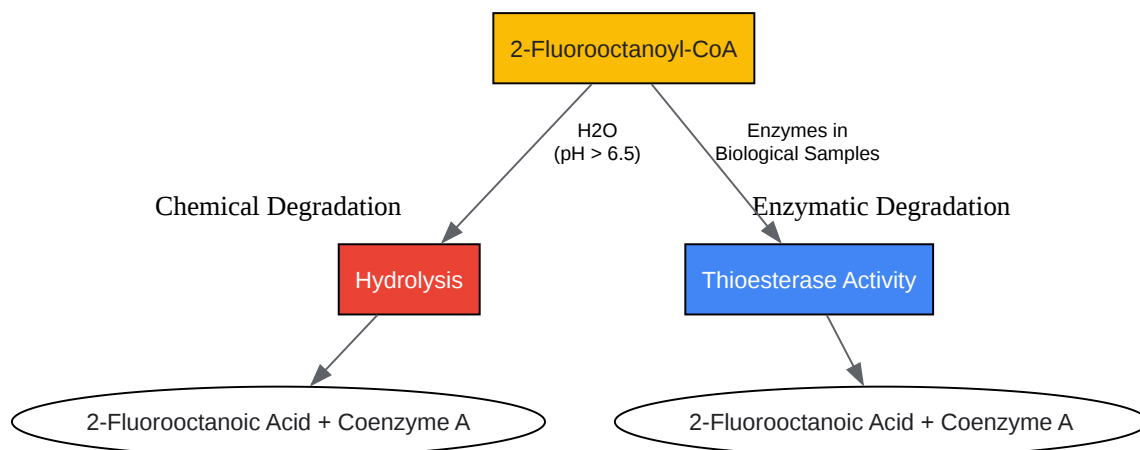 2-Fluorooctanoyl-CoA
H2O
(pH > 6.5)
Enzymes in
Biological Samples
Chemical Degradation
Enzymatic Degradation
Hydrolysis
Thioesterase Activity
2-Fluorooctanoic Acid + Coenzyme A
2-Fluorooctanoic Acid + Coenzyme A